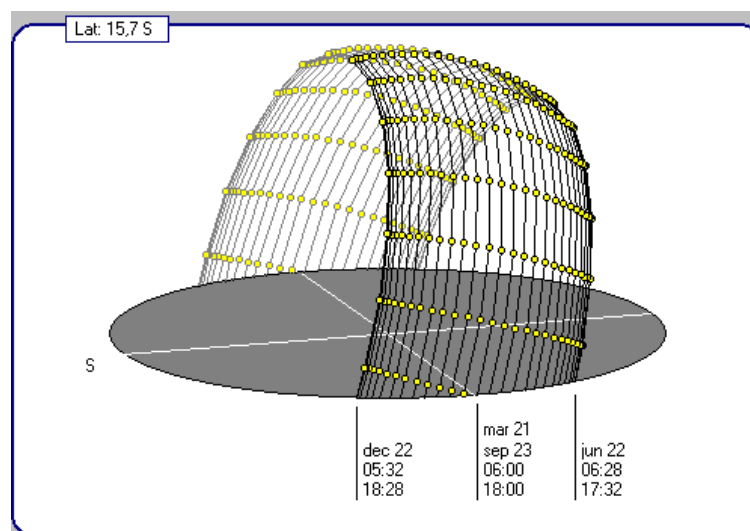 Lat: 15,7 S
S
dec 22
05:32
18:28
mar 21
sep 23
06:00
18:00
jun 22
06:28
17:32